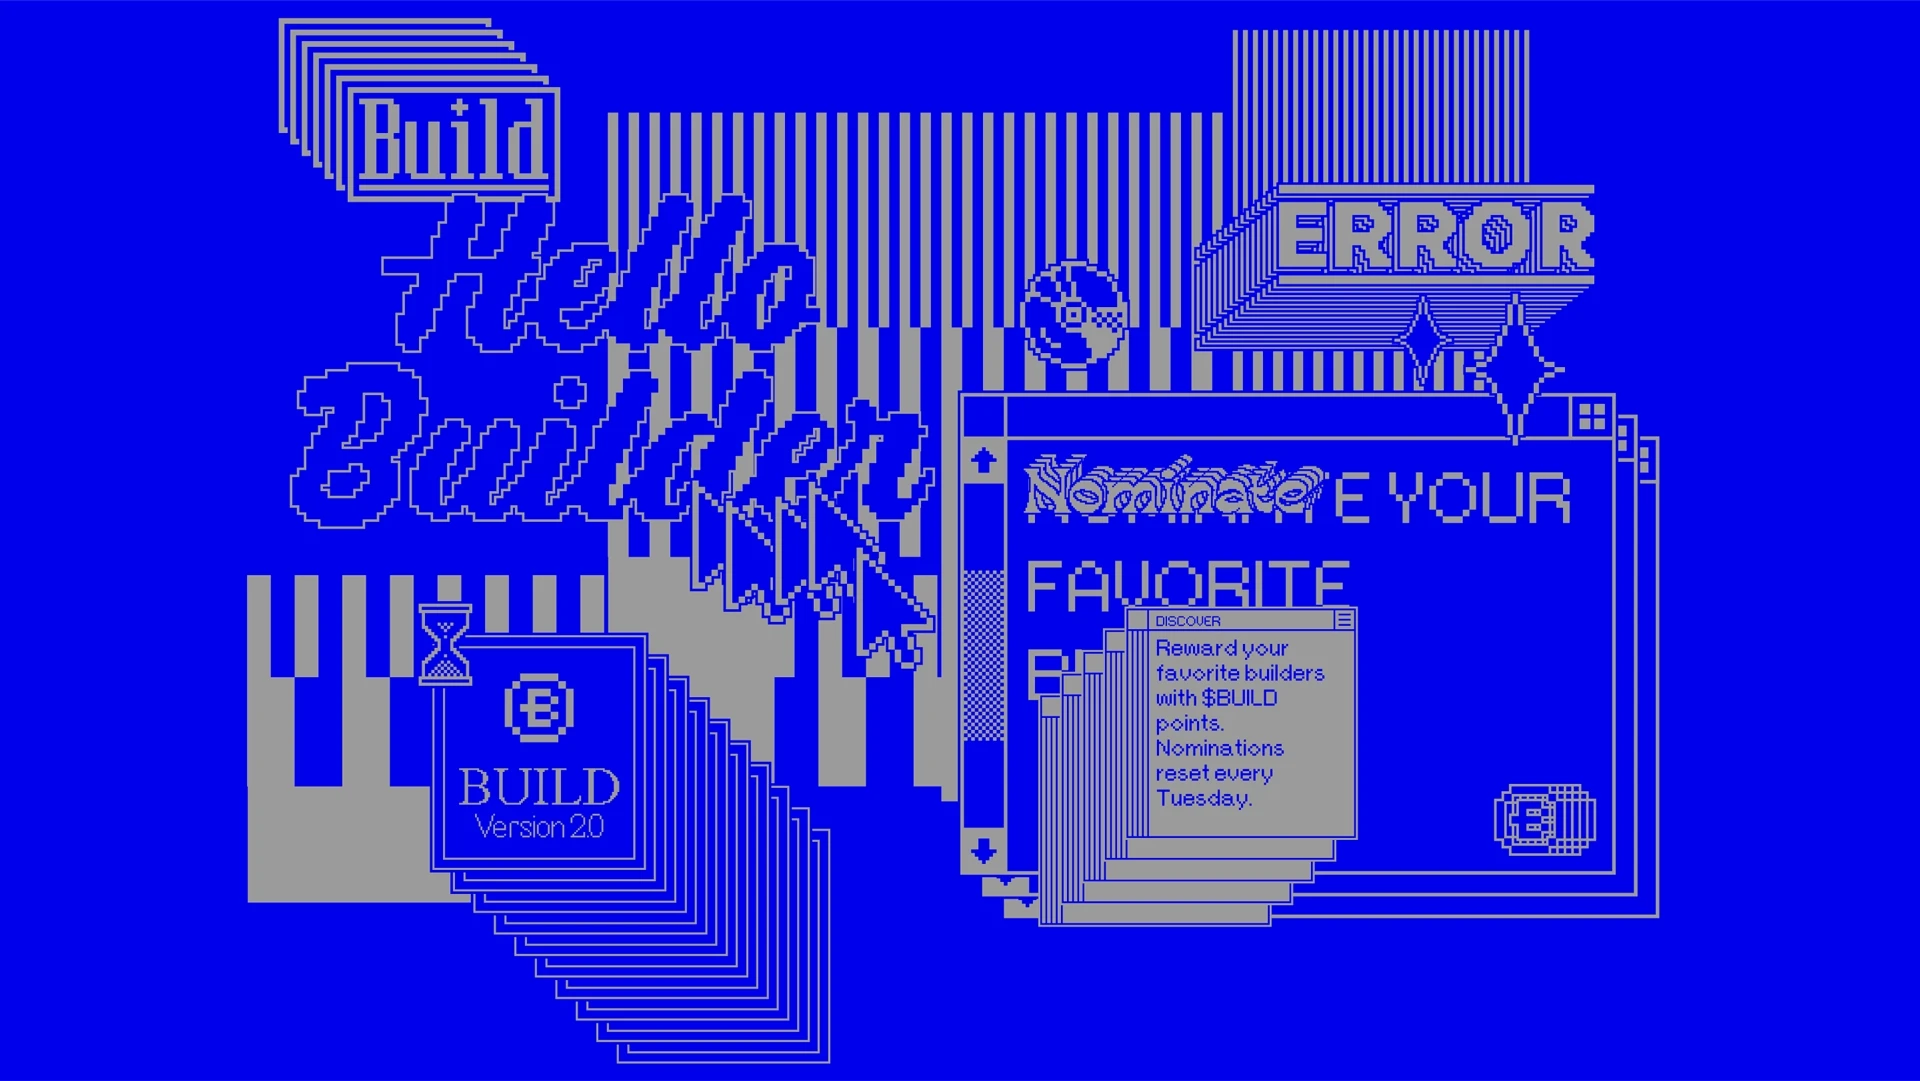 Build
Hello
Builder
ERROR
Nominate
E YOUR
FAVORITE
B
DISCOVER
Reward your
favorite builders
with $BUILD
points.
Nominations
reset every
Tuesday.
B
BUILD
Version 2.0
B